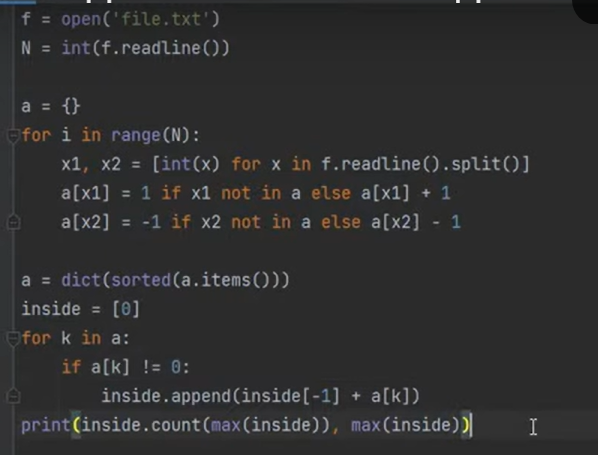 f = open('file.txt')
N = int(f.readline())
a = {}
for i in range(N):
    x1, x2 = [int(x) for x in f.readline().split()]
    a[x1] = 1 if x1 not in a else a[x1] + 1
    a[x2] = -1 if x2 not in a else a[x2] - 1
a = dict(sorted(a.items()))
inside = [0]
for k in a:
    if a[k] != 0:
        inside.append(inside[-1] + a[k])
print(inside.count(max(inside)), max(inside))